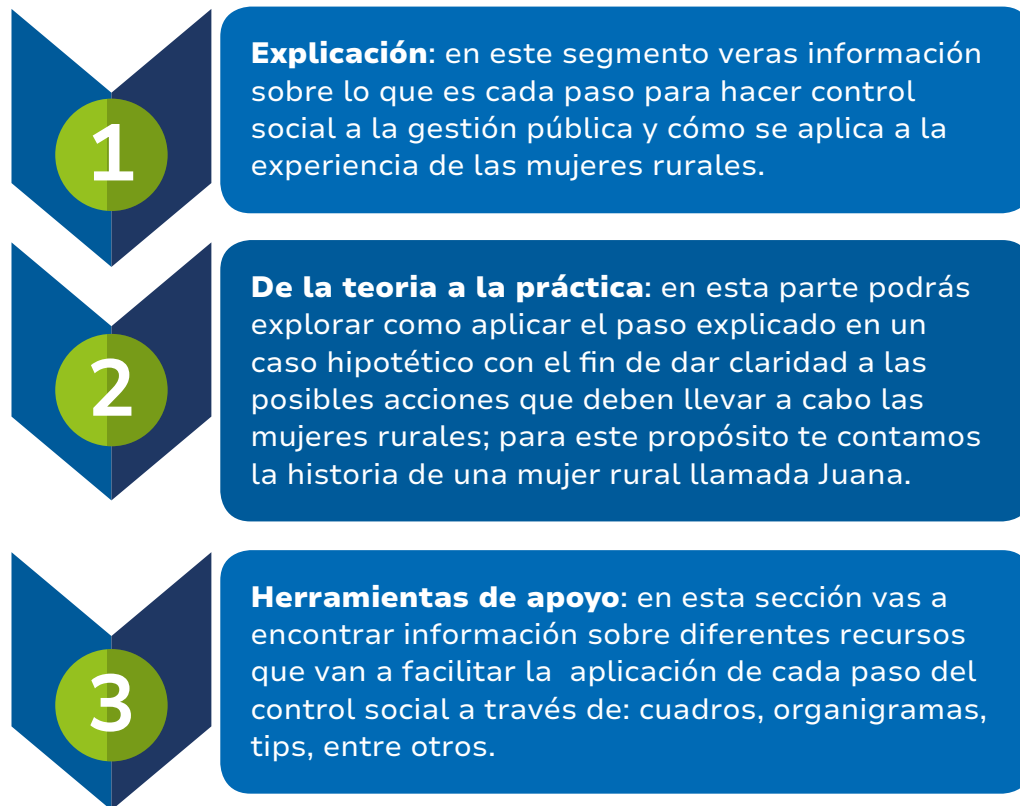 1
Explicación: en este segmento veras información
sobre lo que es cada paso para hacer control
social a la gestión pública y cómo se aplica a la
experiencia de las mujeres rurales.
2
De la teoria a la práctica: en esta parte podrás
explorar como aplicar el paso explicado en un
caso hipotético con el fin de dar claridad a las
posibles acciones que deben llevar a cabo las
mujeres rurales; para este propósito te contamos
la historia de una mujer rural llamada Juana.
3
Herramientas de apoyo: en esta sección vas a
encontrar información sobre diferentes recursos
que van a facilitar la  aplicación de cada paso del
control social a través de: cuadros, organigramas,
tips, entre otros.